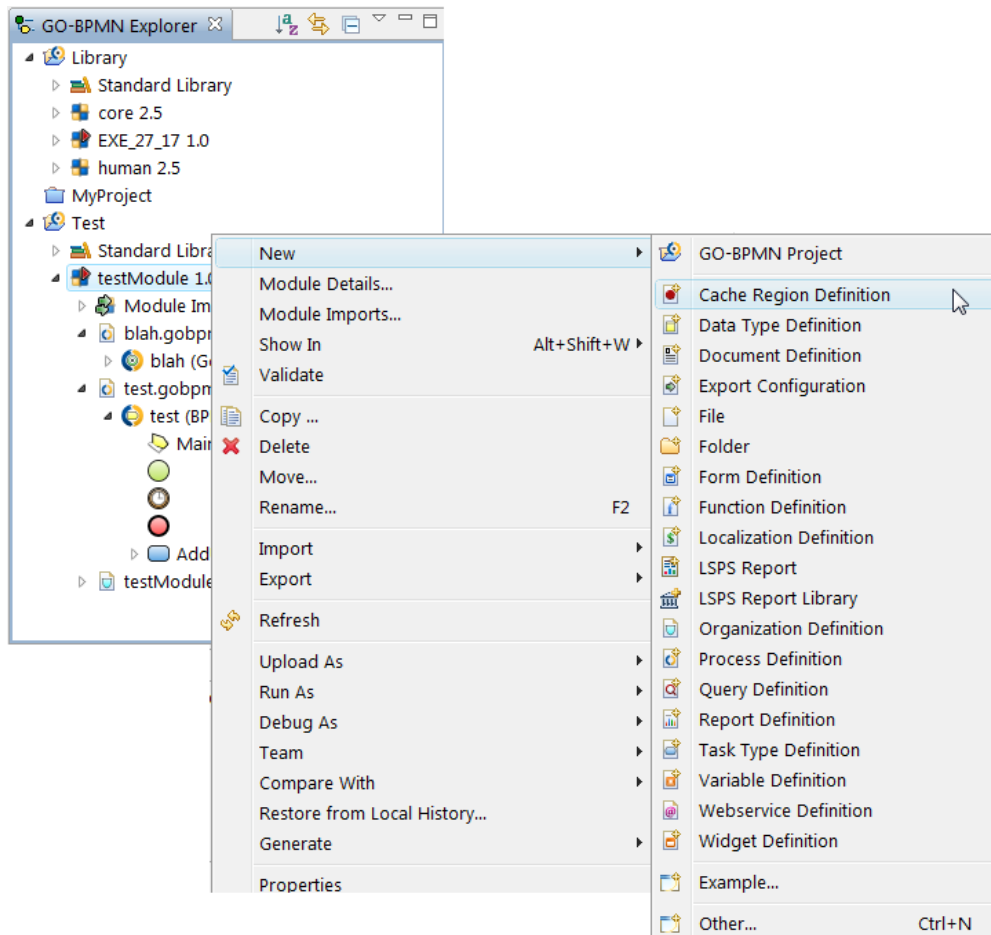 GO-BPMN Explorer
Library
Standard Library
core 2.5
EXE_27_17 1.0
human 2.5
MyProject
Test
Standard Libra
testModule 1.0
Module Im
blah.gobpr
blah (G
test.gobpm
test (BP
Main
Add
testModule
New
Module Details...
Module Imports...
Show In Alt+Shift+W
Validate
Copy ...
Delete
Move...
Rename... F2
Import
Export
Refresh
Upload As
Run As
Debug As
Team
Compare With
Restore from Local History...
Generate
Properties
GO-BPMN Project
Cache Region Definition
Data Type Definition
Document Definition
Export Configuration
File
Folder
Form Definition
Function Definition
Localization Definition
LSPS Report
LSPS Report Library
Organization Definition
Process Definition
Query Definition
Report Definition
Task Type Definition
Variable Definition
Webservice Definition
Widget Definition
Example...
Other... Ctrl+N